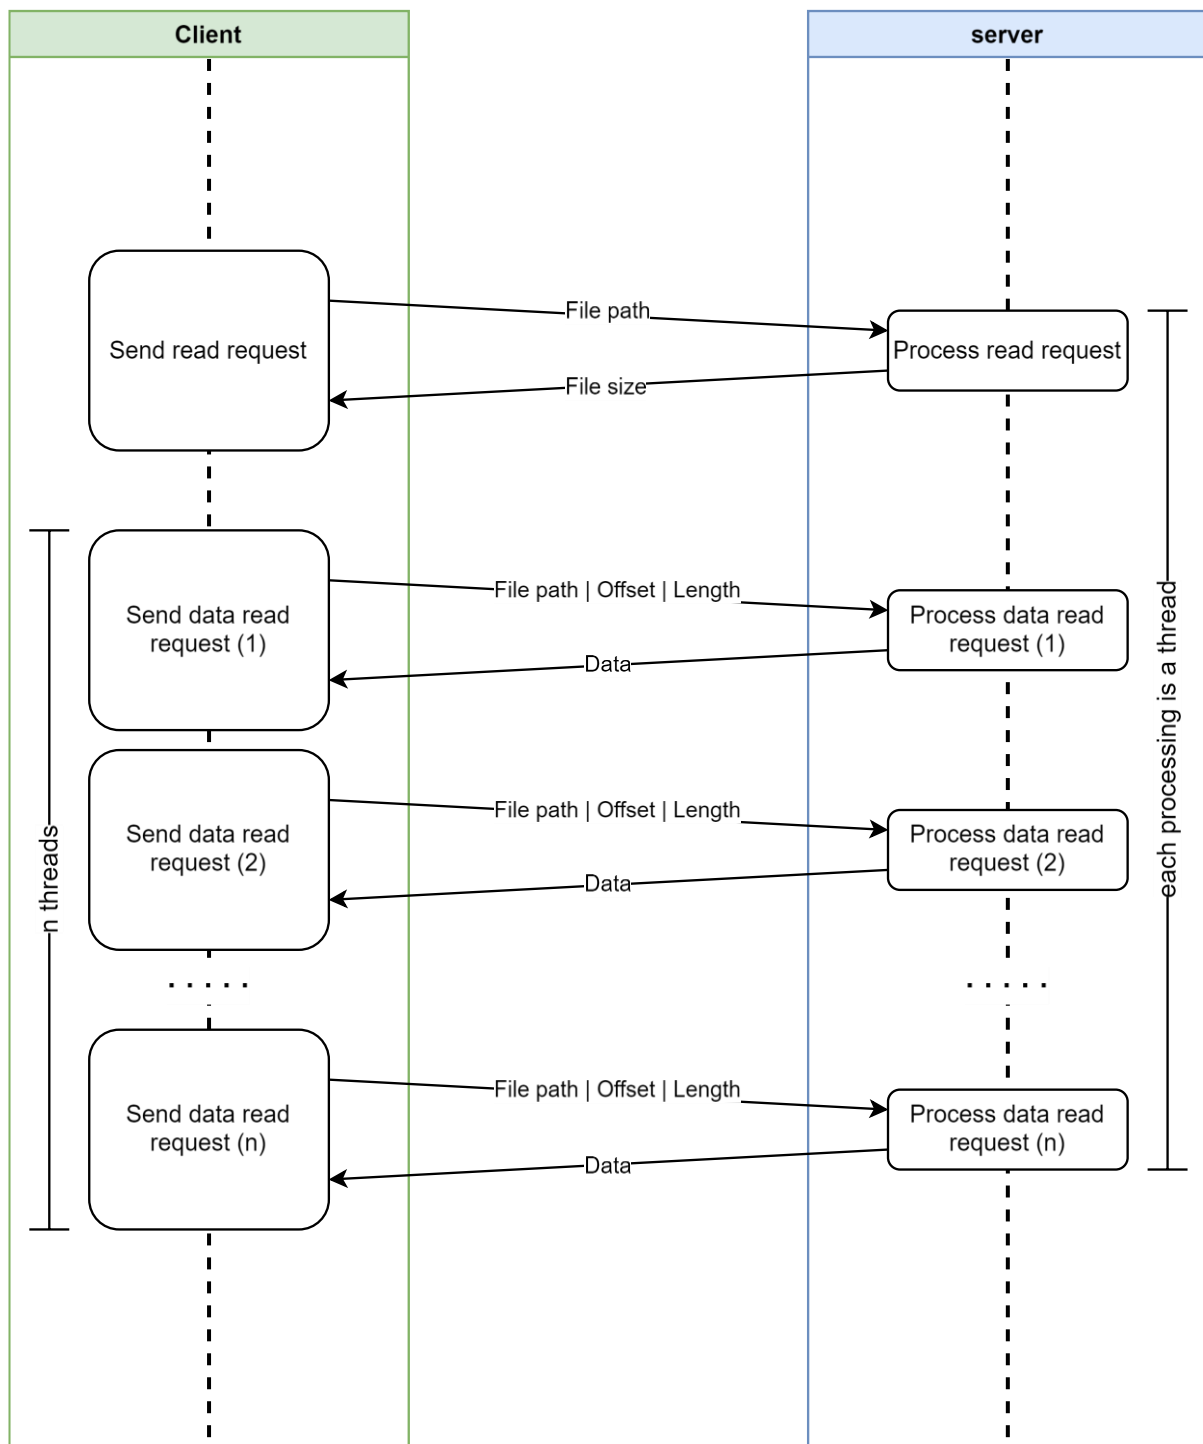 Client
server
File path
Send read request
Process read request
File size
File path | Offset | Length
Send data read
request (1)
Process data read
request (1)
Data
each processing is a thread
File path | Offset | Length
Send data read
request (2)
Process data read
request (2)
Data
n threads
. . . . .
. . . . .
File path | Offset | Length
Send data read
request (n)
Process data read
request (n)
Data